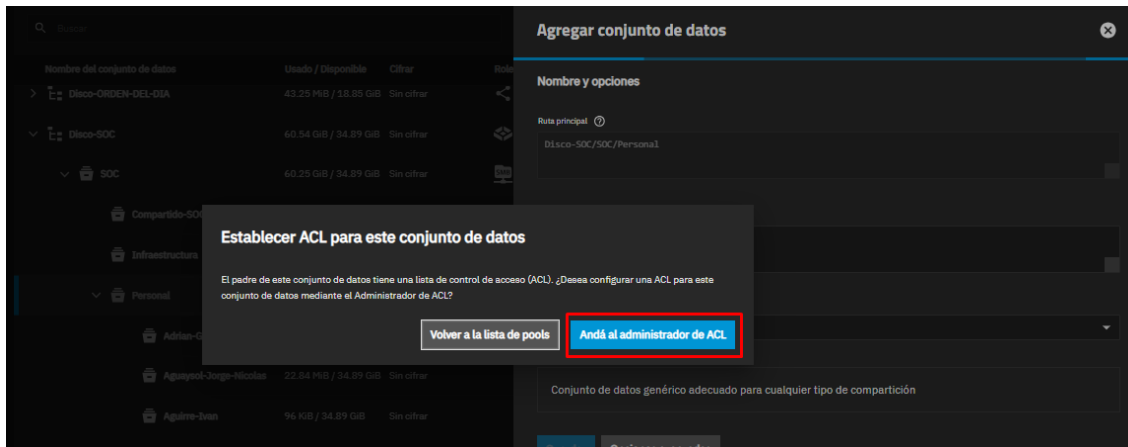 Buscar
Agregar conjunto de datos
Nombre del conjunto de datos
Usado / Disponible
Cifrar
Role
Nombre y opciones
Disco-ORDEN-DEL-DIA
43.25 MiB / 18.85 GiB
Sin cifrar
Ruta principal
Disco-SOC/SOC/Personal
Disco-SOC
60.54 GiB / 34.89 GiB
Sin cifrar
SOC
60.25 GiB / 34.89 GiB
Sin cifrar
Compartido-SOC
Infraestructura
Personal
Establecer ACL para este conjunto de datos
El padre de este conjunto de datos tiene una lista de control de acceso (ACL). ¿Desea configurar una ACL para este
conjunto de datos mediante el Administrador de ACL?
Volver a la lista de pools
Andá al administrador de ACL
Adrian-G
Aguaysol-Jorge-Nicolas
22.84 MiB / 34.89 GiB
Sin cifrar
Conjunto de datos genérico adecuado para cualquier tipo de compartición
Aguirre-Ivan
96 KiB / 34.89 GiB
Sin cifrar